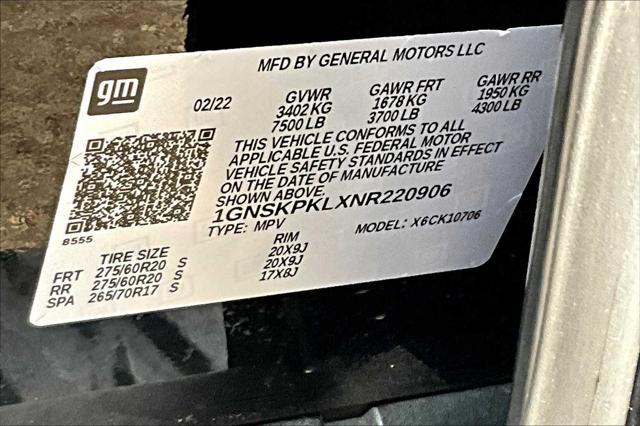 MFD BY GENERAL MOTORS LLC
gm
02/22 GVWR GAWR FRT GAWR RR
3402 KG 1678 KG 1950 KG
7500 LB 3700 LB 4300 LB
THIS VEHICLE CONFORMS TO ALL
APPLICABLE U.S. FEDERAL MOTOR
VEHICLE SAFETY STANDARDS IN EFFECT
ON THE DATE OF MANUFACTURE
SHOWN ABOVE.
1GNSKPKLXNR220906
TYPE: MPV MODEL: X6CK10706
8555
TIRE SIZE RIM
FRT 275/60R20 S 20X9J
RR 275/60R20 S 20X9J
SPA 265/70R17 S 17X8J